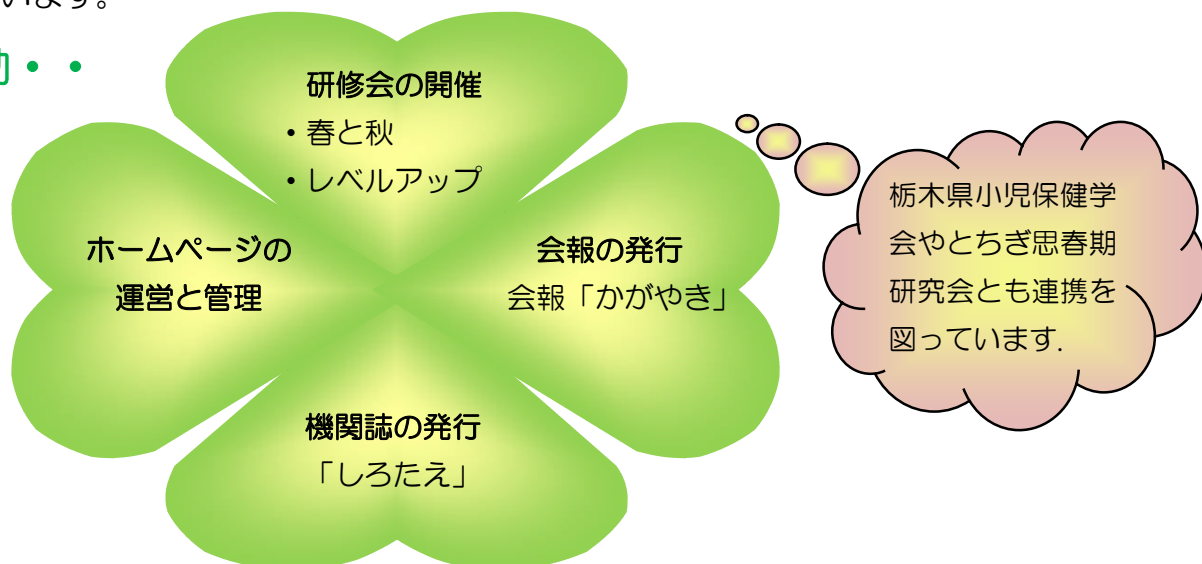 います。
・・
研修会の開催
・春と秋
・レベルアップ
ホームページの
運営と管理
会報の発行
会報「かがやき」
機関誌の発行
「しろたえ」
栃木県小児保健学
会やとちぎ思春期
研究会とも連携を
図っています.